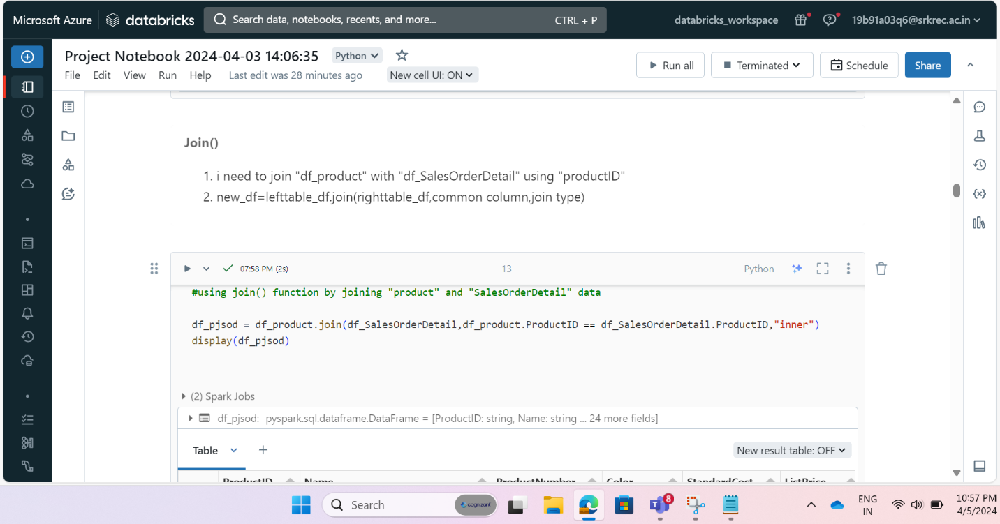 Microsoft Azure databricks Search data, notebooks, recents, and more... CTRL + P databricks_workspace 19b91a03q6@srkrec.ac.in
Project Notebook 2024-04-03 14:06:35 Python
File Edit View Run Help Last edit was 28 minutes ago New cell UI: ON Run all Terminated Schedule Share
Join()
1. i need to join "df_product" with "df_SalesOrderDetail" using "productID"
2. new_df=lefttable_df.join(righttable_df,common column,join type)
07:58 PM (2s) 13 Python
#using join() function by joining "product" and "SalesOrderDetail" data
df_pjsod = df_product.join(df_SalesOrderDetail,df_product.ProductID == df_SalesOrderDetail.ProductID,"inner")
display(df_pjsod)
(2) Spark Jobs
df_pjsod: pyspark.sql.dataframe.DataFrame = [ProductID: string, Name: string ... 24 more fields]
Table + New result table: OFF
ProductID Name ProductNumber Color StandardCost ListPrice
Search cognizant 8 ENG 10:57 PM
IN 4/5/2024